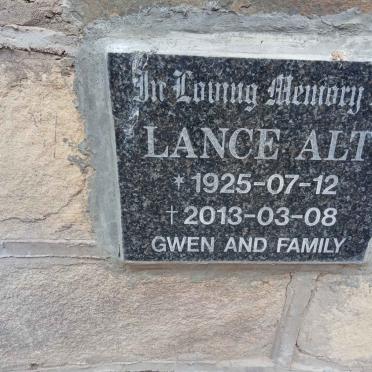 In Loving Memory
LANCE ALT
* 1925-07-12
† 2013-03-08
GWEN AND FAMILY